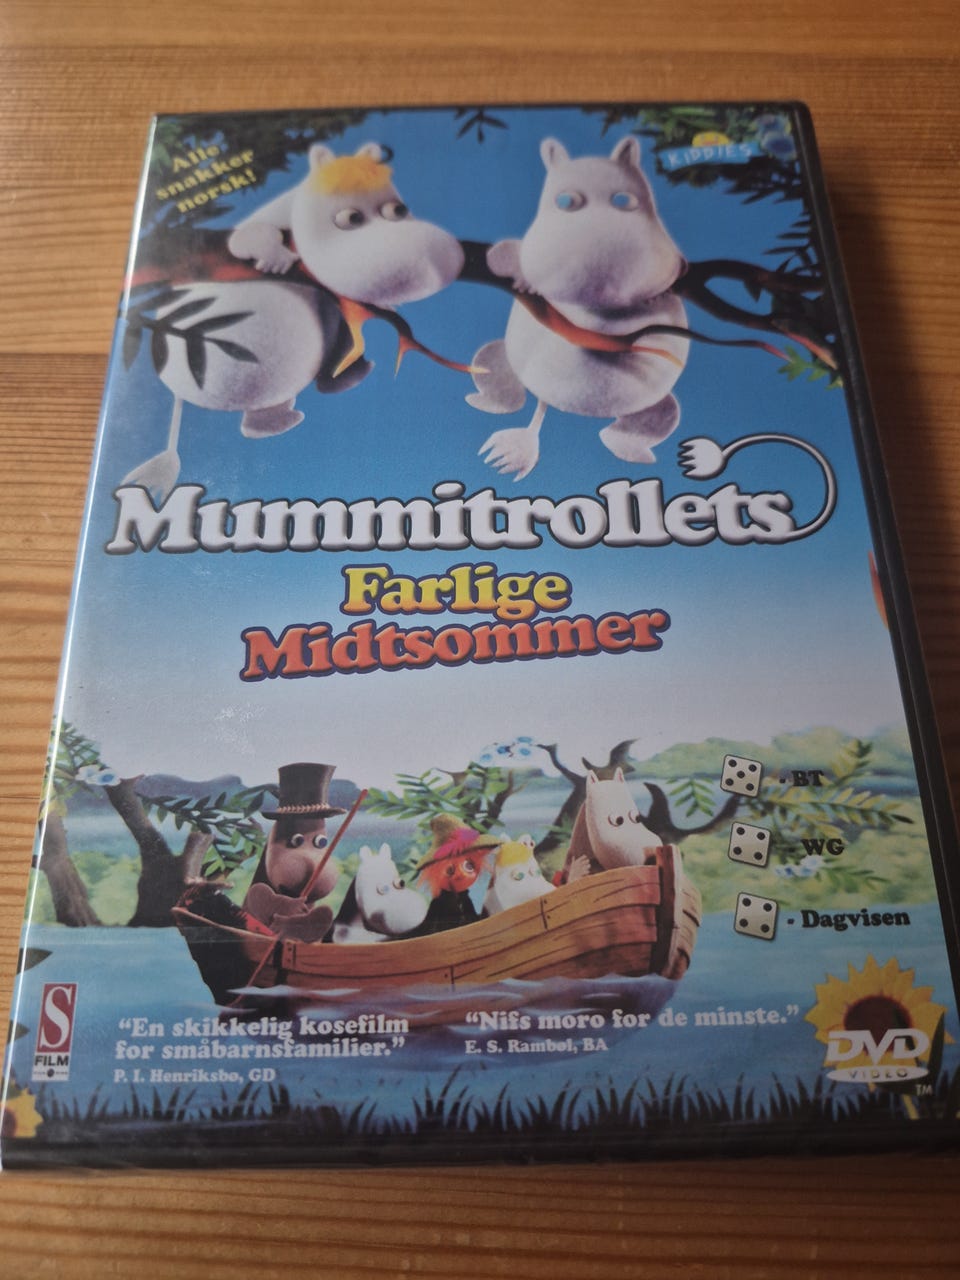 Alle
snakker
norsk!
KIDDIES
Mummitrollets
Farlige
Midtsommer
- BT
- WG
- Dagvisen
"En skikkelig kosefilm
for småbarnsfamilier."
P. I. Henriksbø, GD
"Nifs moro for de minste."
E. S. Rambøl, BA
S
FILM
DVD
VIDEO
TM